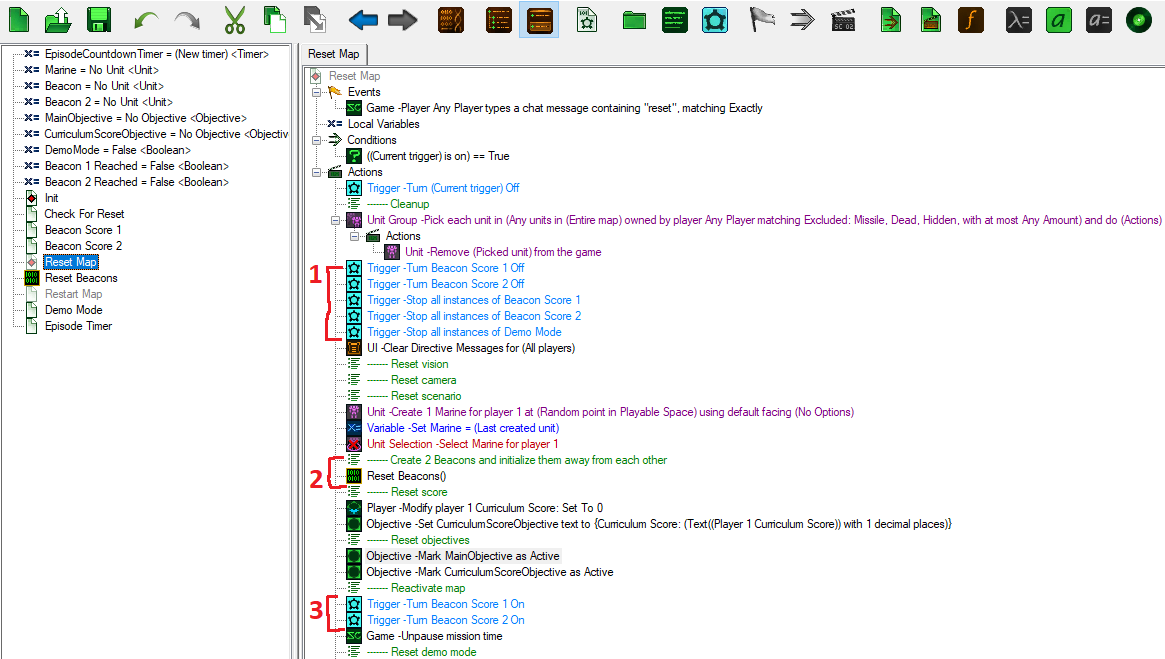 SC 02
EpisodeCountdownTimer = (New timer) <Timer>
Marine = No Unit <Unit>
Beacon = No Unit <Unit>
Beacon 2 = No Unit <Unit>
MainObjective = No Objective <Objective>
CurriculumScoreObjective = No Objective <Objectiv
DemoMode = False <Boolean>
Beacon 1 Reached = False <Boolean>
Beacon 2 Reached = False <Boolean>
Init
Check For Reset
Beacon Score 1
Beacon Score 2
Reset Map
Reset Beacons
Restart Map
Demo Mode
Episode Timer
Reset Map
Reset Map
Events
Game -Player Any Player types a chat message containing "reset", matching Exactly
Local Variables
Conditions
((Current trigger) is on) == True
Actions
Trigger -Turn (Current trigger) Off
------- Cleanup
Unit Group -Pick each unit in (Any units in (Entire map) owned by player Any Player matching Excluded: Missile, Dead, Hidden, with at most Any Amount) and do (Actions)
Actions
Unit -Remove (Picked unit) from the game
1
Trigger -Turn Beacon Score 1 Off
Trigger -Turn Beacon Score 2 Off
Trigger -Stop all instances of Beacon Score 1
Trigger -Stop all instances of Beacon Score 2
Trigger -Stop all instances of Demo Mode
UI -Clear Directive Messages for (All players)
------- Reset vision
------- Reset camera
------- Reset scenario
Unit -Create 1 Marine for player 1 at (Random point in Playable Space) using default facing (No Options)
Variable -Set Marine = (Last created unit)
Unit Selection -Select Marine for player 1
2
------- Create 2 Beacons and initialize them away from each other
Reset Beacons()
------- Reset score
Player -Modify player 1 Curriculum Score: Set To 0
Objective -Set CurriculumScoreObjective text to {Curriculum Score: (Text((Player 1 Curriculum Score)) with 1 decimal places)}
------- Reset objectives
Objective -Mark MainObjective as Active
Objective -Mark CurriculumScoreObjective as Active
------- Reactivate map
3
Trigger -Turn Beacon Score 1 On
Trigger -Turn Beacon Score 2 On
Game -Unpause mission time
------- Reset demo mode